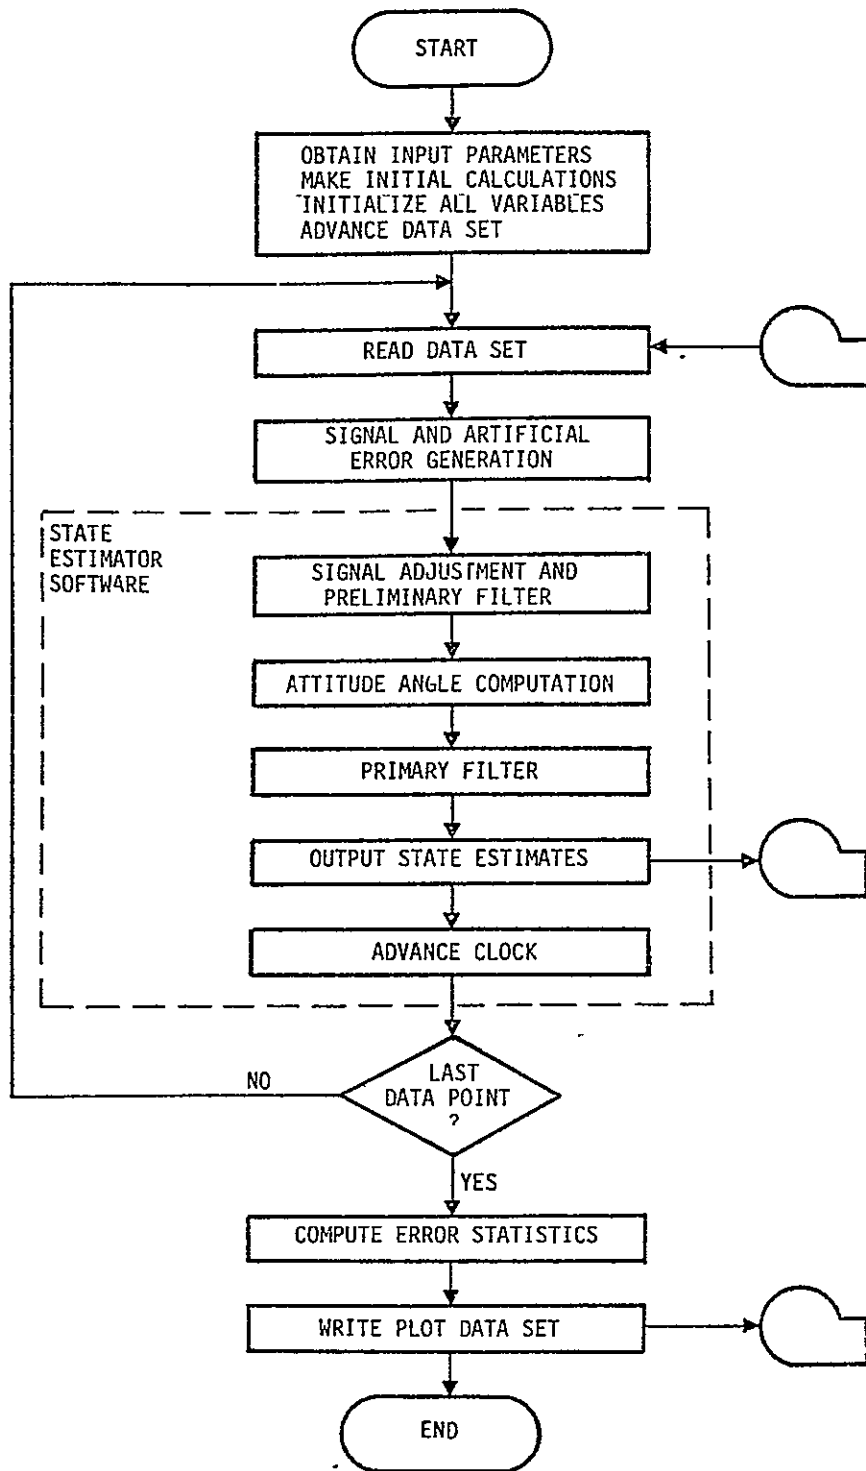 START
OBTAIN INPUT PARAMETERS
MAKE INITIAL CALCULATIONS
INITIALIZE ALL VARIABLES
ADVANCE DATA SET
READ DATA SET
SIGNAL AND ARTIFICIAL
ERROR GENERATION
STATE
ESTIMATOR
SOFTWARE
SIGNAL ADJUSTMENT AND
PRELIMINARY FILTER
ATTITUDE ANGLE COMPUTATION
PRIMARY FILTER
OUTPUT STATE ESTIMATES
ADVANCE CLOCK
LAST
DATA POINT
?
NO
YES
COMPUTE ERROR STATISTICS
WRITE PLOT DATA SET
END